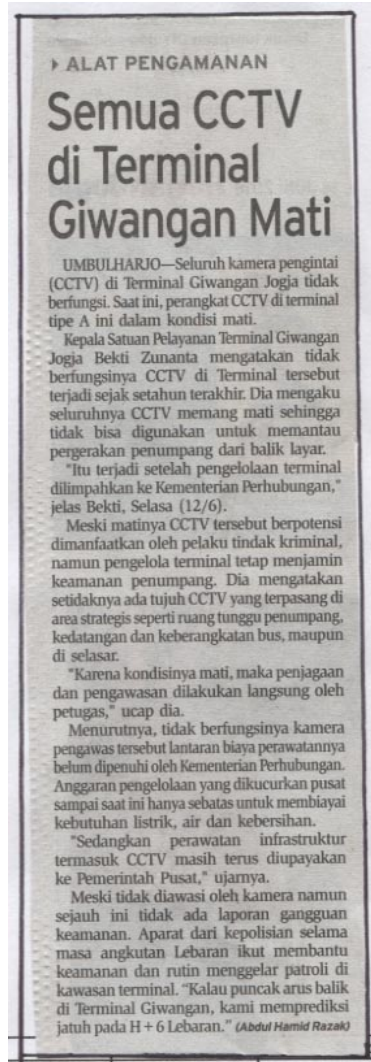 ▸ ALAT PENGAMANAN
Semua CCTV
di Terminal
Giwangan Mati
UMBULHARJO—Seluruh kamera pengintai
(CCTV) di Terminal Giwangan Jogja tidak
berfungsi. Saat ini, perangkat CCTV di terminal
tipe A ini dalam kondisi mati.
Kepala Satuan Pelayanan Terminal Giwangan
Jogja Bekti Zunanta mengatakan tidak
berfungsinya CCTV di Terminal tersebut
terjadi sejak setahun terakhir. Dia mengaku
seluruhnya CCTV memang mati sehingga
tidak bisa digunakan untuk memantau
pergerakan penumpang dari balik layar.
"Itu terjadi setelah pengelolaan terminal
dilimpahkan ke Kementerian Perhubungan,"
jelas Bekti, Selasa (12/6).
Meski matinya CCTV tersebut berpotensi
dimanfaatkan oleh pelaku tindak kriminal,
namun pengelola terminal tetap menjamin
keamanan penumpang. Dia mengatakan
setidaknya ada tujuh CCTV yang terpasang di
area strategis seperti ruang tunggu penumpang,
kedatangan dan keberangkatan bus, maupun
di selasar.
"Karena kondisinya mati, maka penjagaan
dan pengawasan dilakukan langsung oleh
petugas," ucap dia.
Menurutnya, tidak berfungsinya kamera
pengawas tersebut lantaran biaya perawatannya
belum dipenuhi oleh Kementerian Perhubungan.
Anggaran pengelolaan yang dikucurkan pusat
sampai saat ini hanya sebatas untuk membiayai
kebutuhan listrik, air dan kebersihan.
"Sedangkan perawatan infrastruktur
termasuk CCTV masih terus diupayakan
ke Pemerintah Pusat," ujarnya.
Meski tidak diawasi oleh kamera namun
sejauh ini tidak ada laporan gangguan
keamanan. Aparat dari kepolisian selama
masa angkutan Lebaran ikut membantu
keamanan dan rutin menggelar patroli di
kawasan terminal. "Kalau puncak arus balik
di Terminal Giwangan, kami memprediksi
jatuh pada H+6 Lebaran." (Abdul Hamid Razak)